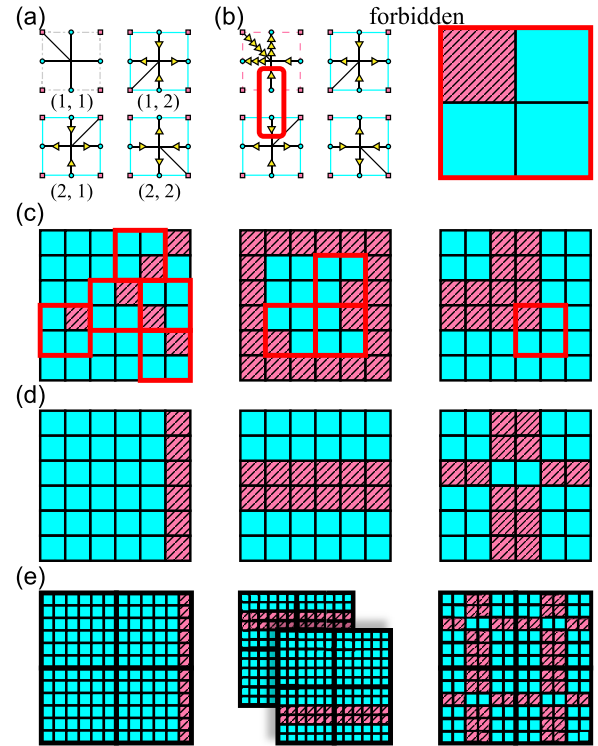 (a)
(b)
forbidden
(1, 1)
(1, 2)
(2, 1)
(2, 2)
(c)
(d)
(e)